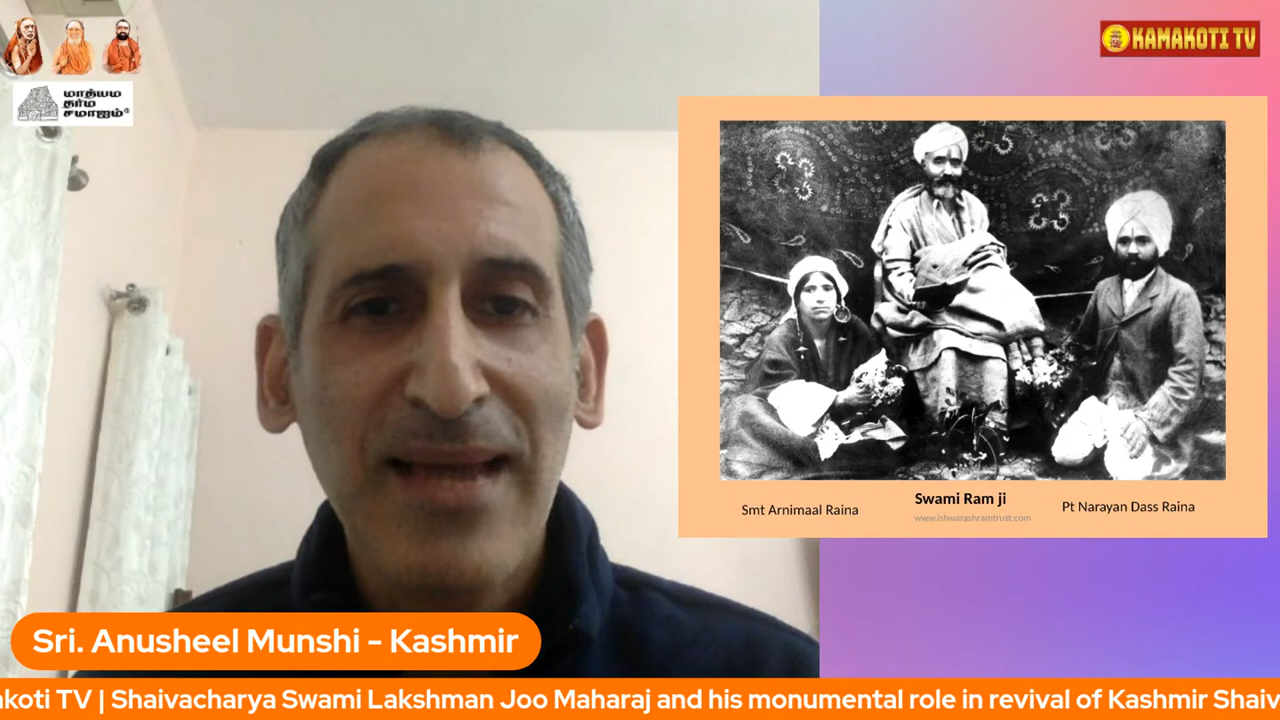 மாத்யம
தர்ம
சமாஜம்®
KAMAKOTI TV
Smt Arnimaal Raina
Swami Ram ji
www.ishwarashramtrust.com
Pt Narayan Dass Raina
Sri. Anusheel Munshi - Kashmir
akoti TV | Shaivacharya Swami Lakshman Joo Maharaj and his monumental role in revival of Kashmir Shaiv